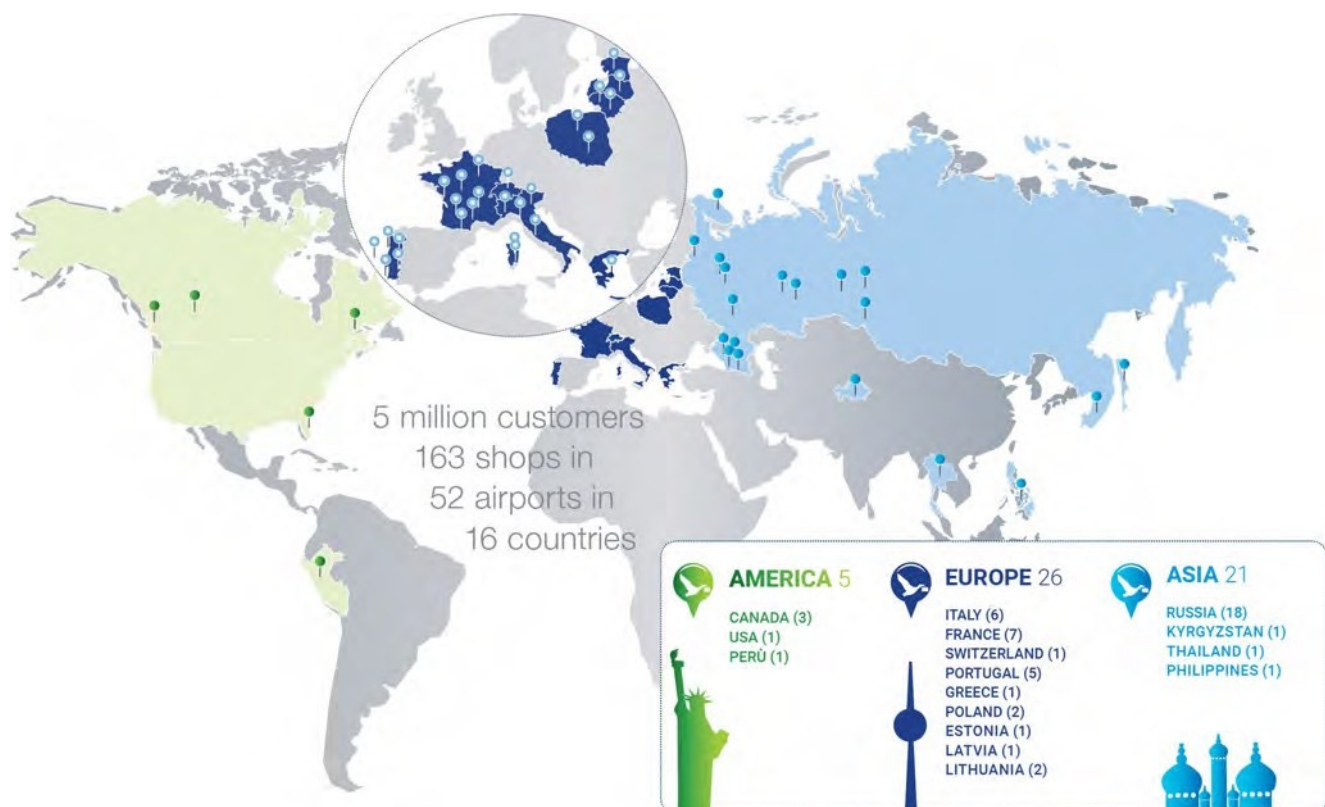 5 million customers
163 shops in
52 airports in
16 countries
AMERICA 5
CANADA (3)
USA (1)
PERÙ (1)
EUROPE 26
ITALY (6)
FRANCE (7)
SWITZERLAND (1)
PORTUGAL (5)
GREECE (1)
POLAND (2)
ESTONIA (1)
LATVIA (1)
LITHUANIA (2)
ASIA 21
RUSSIA (18)
KYRGYZSTAN (1)
THAILAND (1)
PHILIPPINES (1)